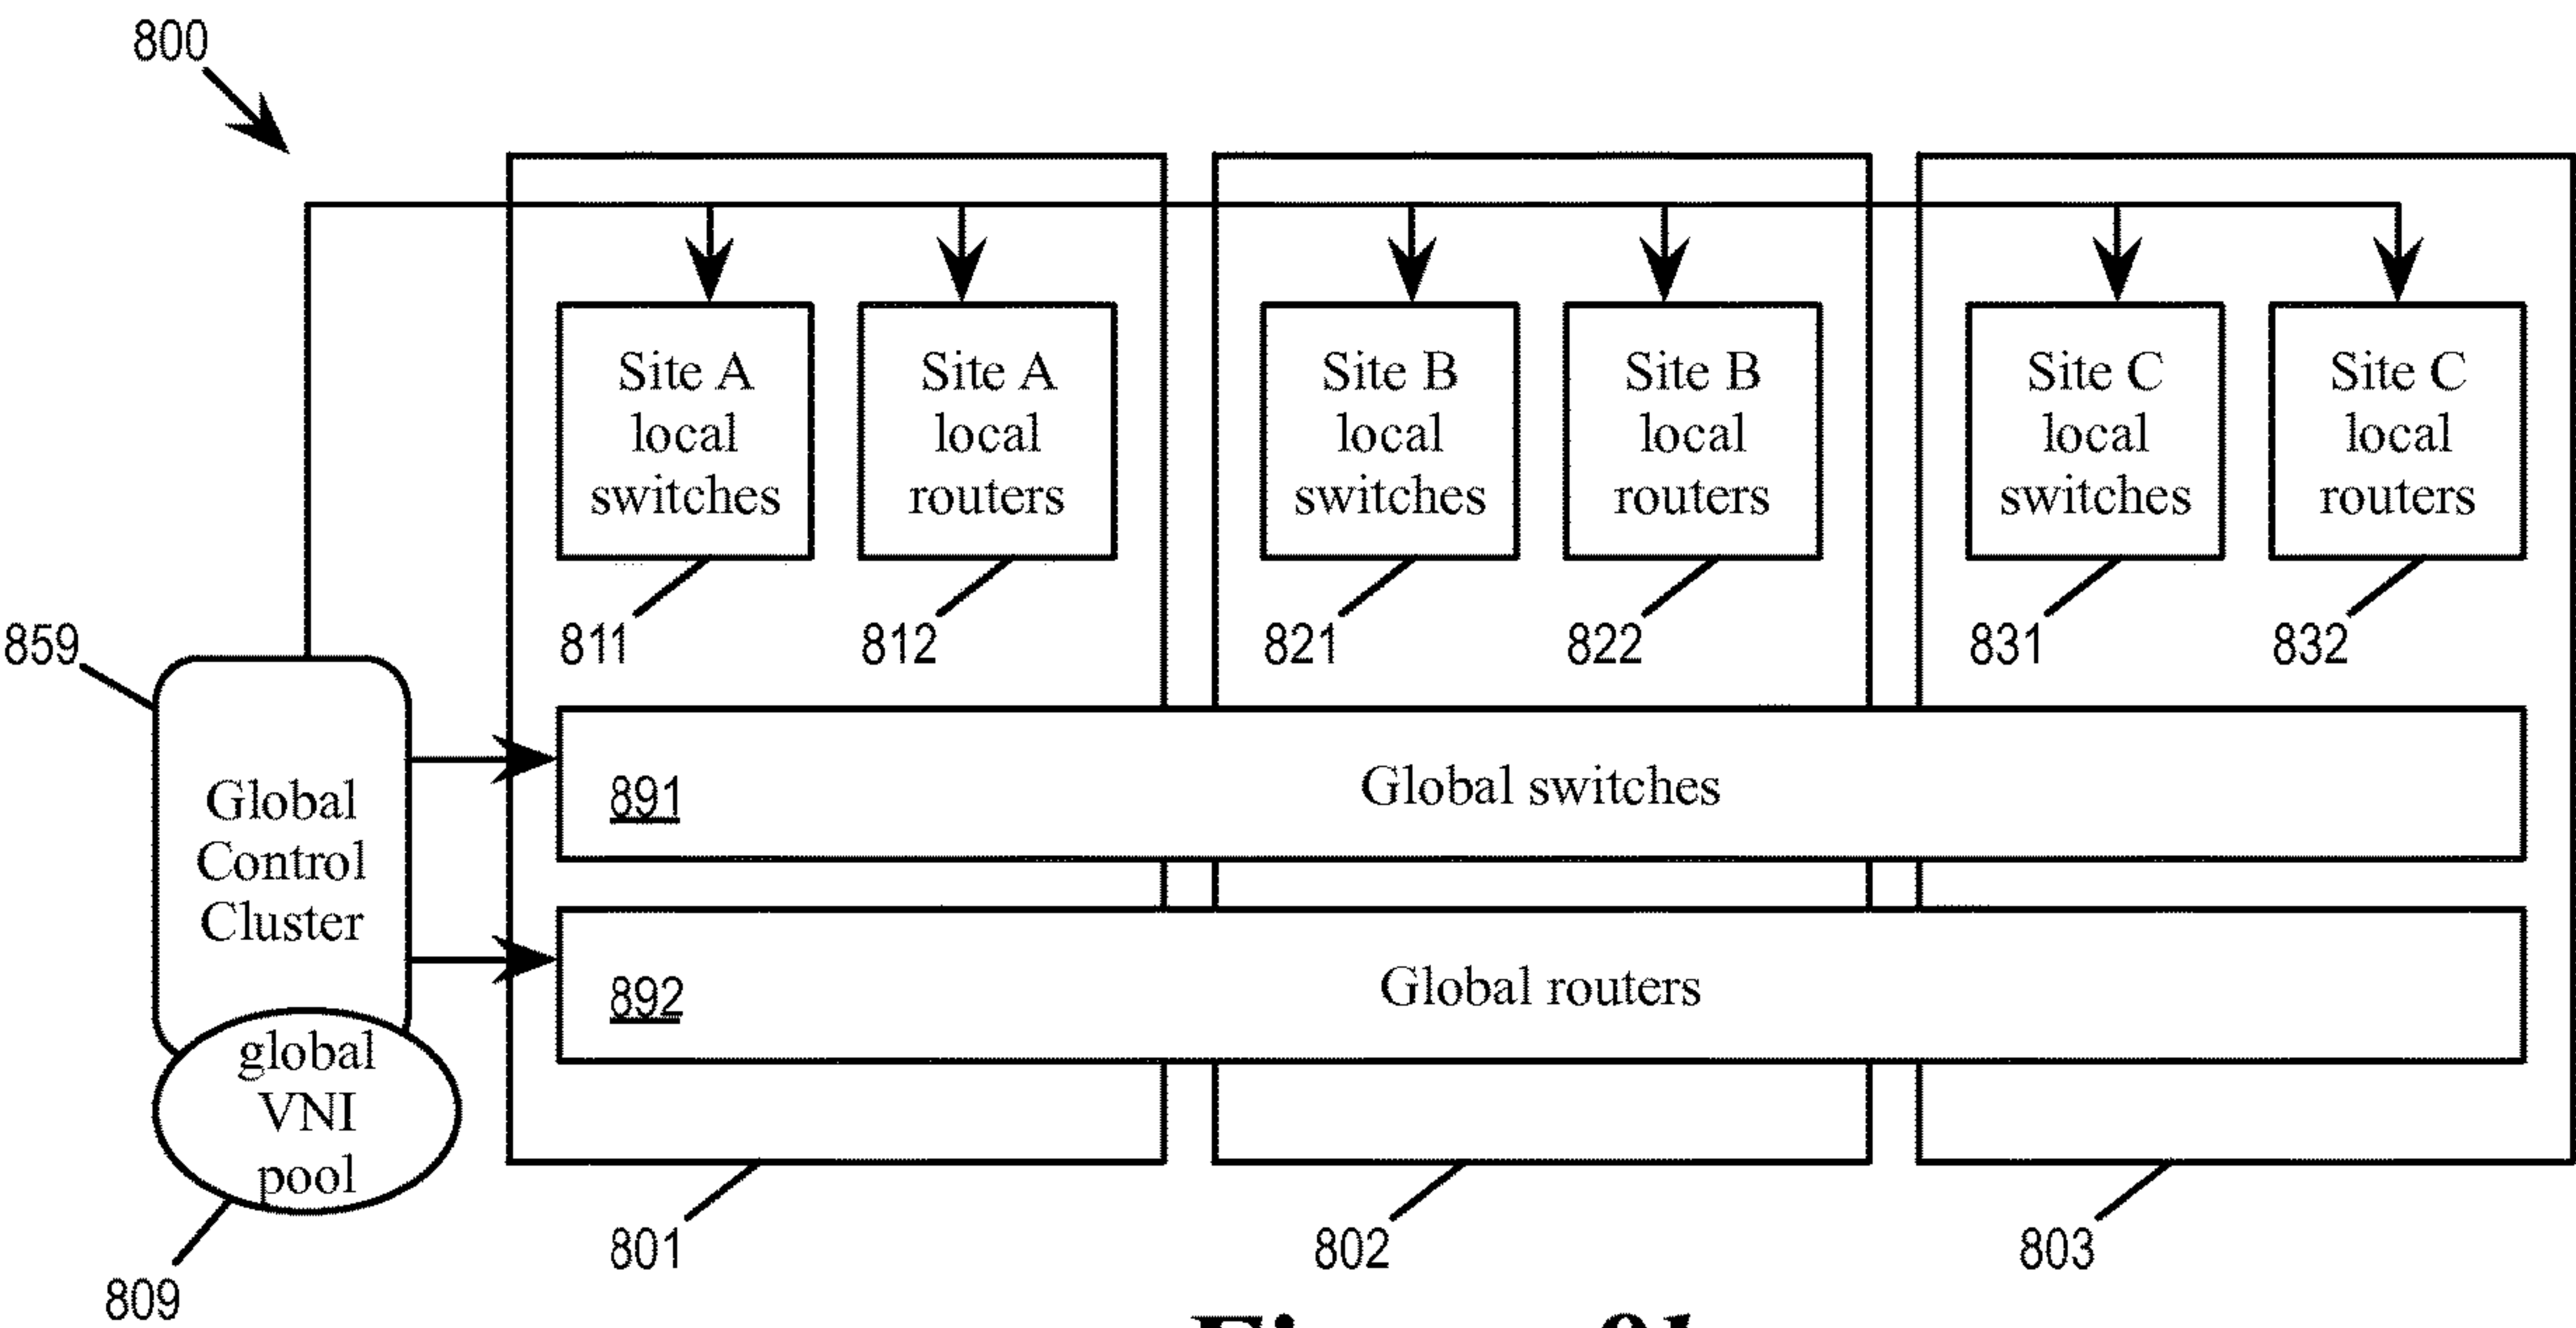 800
Site A
local
switches
Site A
local
routers
Site B
local
switches
Site B
local
routers
Site C
local
switches
Site C
local
routers
811
812
821
822
831
832
859
Global
Control
Cluster
891
Global switches
892
Global routers
global
VNI
pool
809
801
802
803